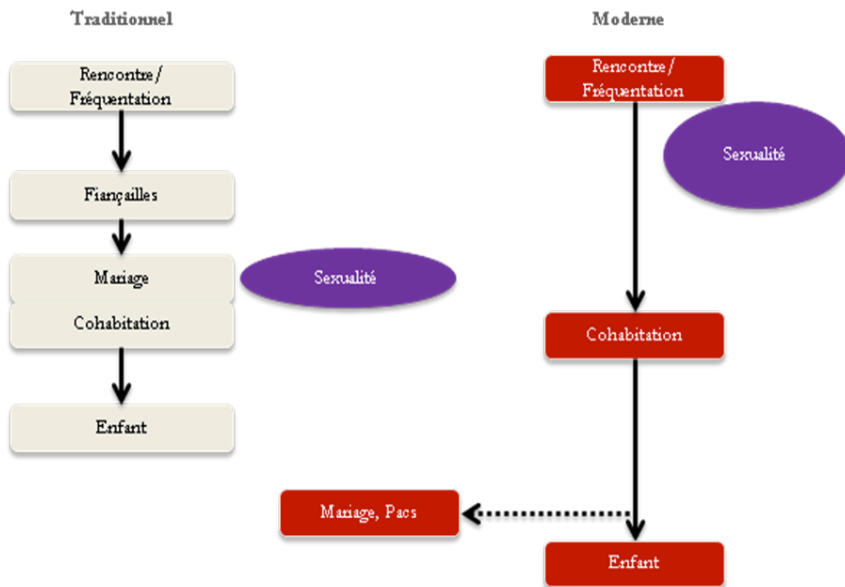 Traditionnel
Rencontre/
Fréquentation
Fiançailles
Mariage
Sexualité
Cohabitation
Enfant
Moderne
Rencontre/
Fréquentation
Sexualité
Cohabitation
Mariage, Pacs
Enfant